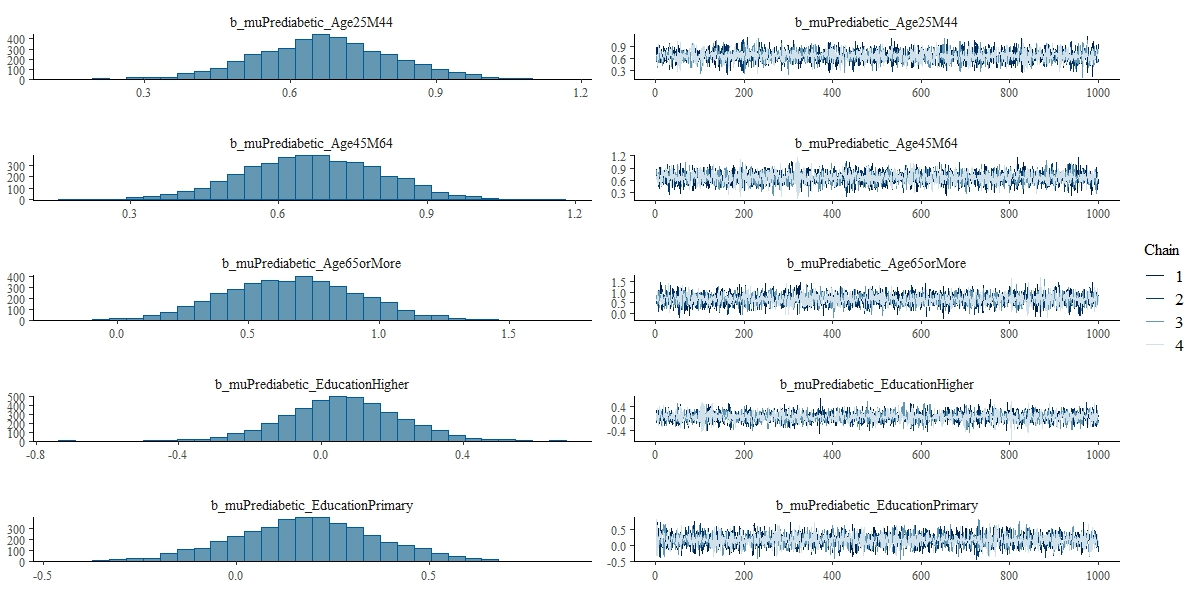 b_muPrediabetic_Age25M44
400
300
200
100
0
0.3 0.6 0.9 1.2
b_muPrediabetic_Age25M44
0.9
0.6
0.3
0 200 400 600 800 1000
b_muPrediabetic_Age45M64
300
200
100
0
0.3 0.6 0.9 1.2
b_muPrediabetic_Age45M64
1.2
0.9
0.6
0.3
0 200 400 600 800 1000
b_muPrediabetic_Age65orMore
400
300
200
100
0
0.0 0.5 1.0 1.5
b_muPrediabetic_Age65orMore
1.5
1.0
0.5
0.0
0 200 400 600 800 1000
b_muPrediabetic_EducationHigher
500
400
300
200
100
0
-0.8 -0.4 0.0 0.4
b_muPrediabetic_EducationHigher
0.4
0.0
-0.4
0 200 400 600 800 1000
b_muPrediabetic_EducationPrimary
300
200
100
0
-0.5 0.0 0.5
b_muPrediabetic_EducationPrimary
0.5
0.0
-0.5
0 200 400 600 800 1000
Chain
1
2
3
4